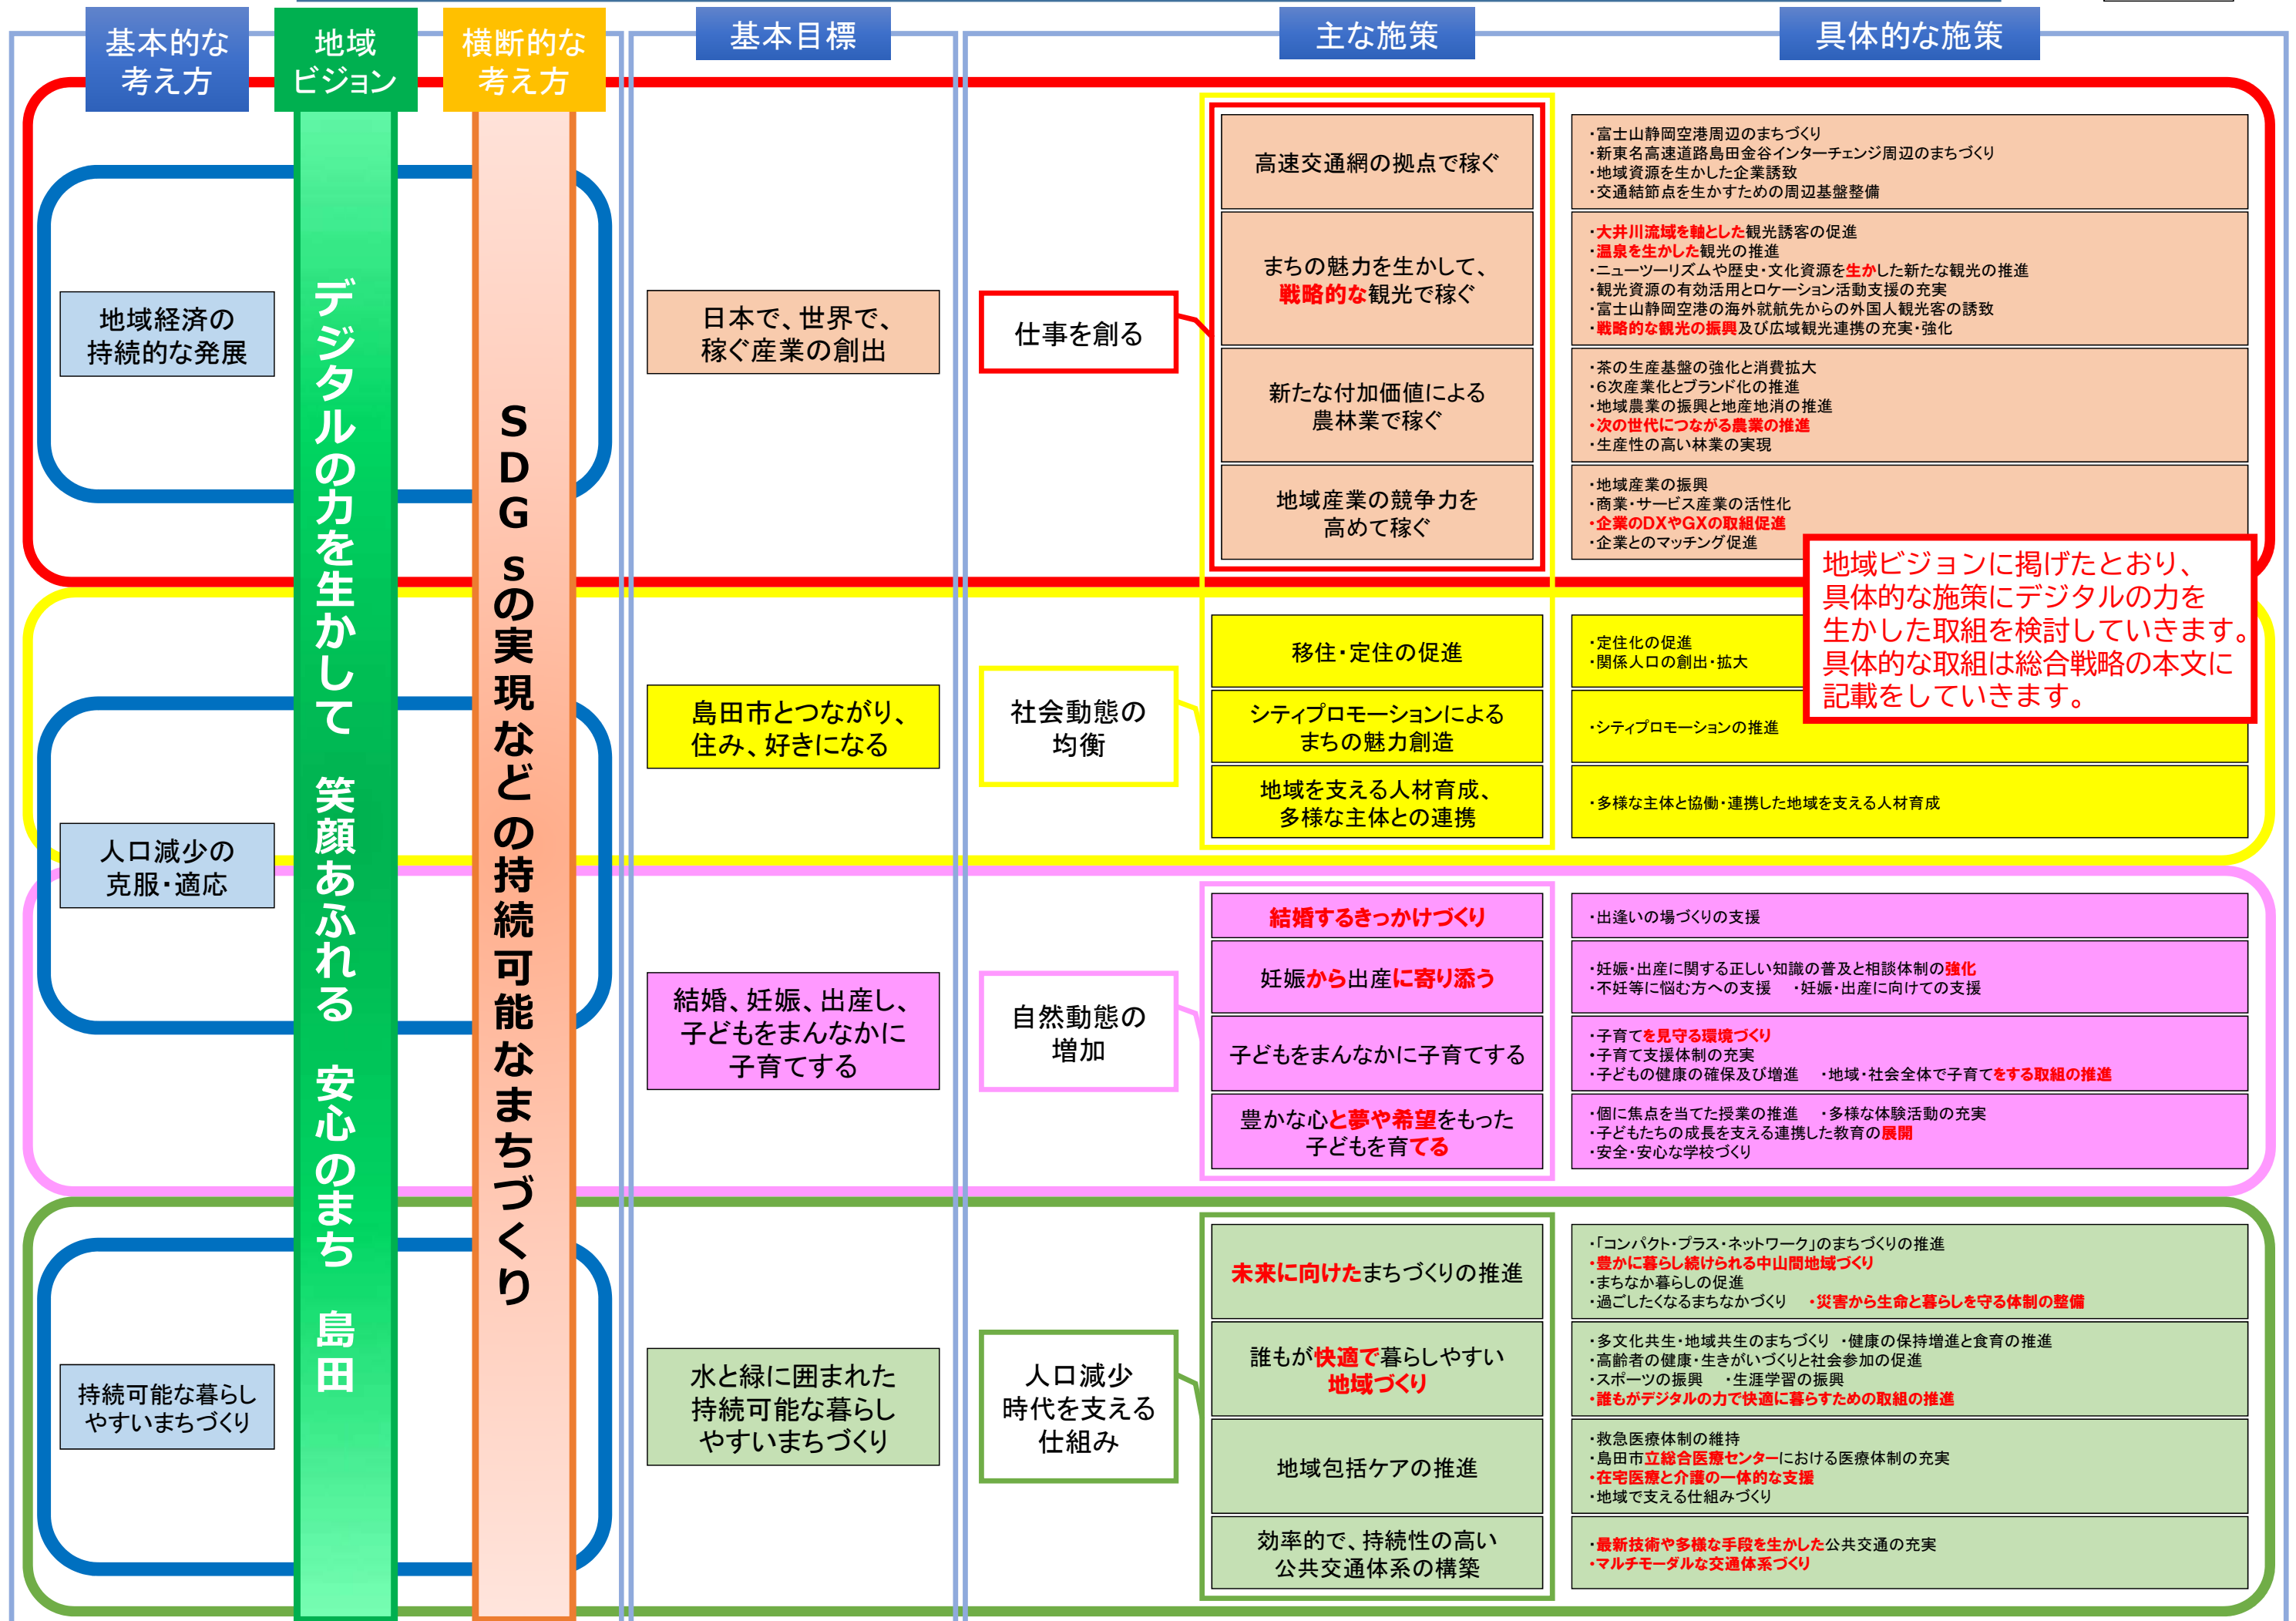 基本的な
考え方
地域
ビジョン
横断的な
考え方
基本目標
主な施策
具体的な施策
デジタルの力を生かして　笑顔あふれる　安心のまち　島田
SDGsの実現などの持続可能なまちづくり
地域経済の
持続的な発展
日本で、世界で、
稼ぐ産業の創出
仕事を創る
高速交通網の拠点で稼ぐ
・富士山静岡空港周辺のまちづくり
・新東名高速道路島田金谷インターチェンジ周辺のまちづくり
・地域資源を生かした企業誘致
・交通結節点を生かすための周辺基盤整備
まちの魅力を生かして、
戦略的な観光で稼ぐ
・大井川流域を軸とした観光誘客の促進
・温泉を生かした観光の推進
・ニューツーリズムや歴史・文化資源を生かした新たな観光の推進
・観光資源の有効活用とロケーション活動支援の充実
・富士山静岡空港の海外就航先からの外国人観光客の誘致
・戦略的な観光の振興及び広域観光連携の充実・強化
新たな付加価値による
農林業で稼ぐ
・茶の生産基盤の強化と消費拡大
・6次産業化とブランド化の推進
・地域農業の振興と地産地消の推進
・次の世代につながる農業の推進
・生産性の高い林業の実現
地域産業の競争力を
高めて稼ぐ
・地域産業の振興
・商業・サービス産業の活性化
・企業のDXやGXの取組促進
・企業とのマッチング促進
地域ビジョンに掲げたとおり、
具体的な施策にデジタルの力を
生かした取組を検討していきます。
具体的な取組は総合戦略の本文に
記載をしていきます。
人口減少の
克服・適応
島田市とつながり、
住み、好きになる
社会動態の
均衡
移住・定住の促進
・定住化の促進
・関係人口の創出・拡大
シティプロモーションによる
まちの魅力創造
・シティプロモーションの推進
地域を支える人材育成、
多様な主体との連携
・多様な主体と協働・連携した地域を支える人材育成
結婚、妊娠、出産し、
子どもをまんなかに
子育てする
自然動態の
増加
結婚するきっかけづくり
・出逢いの場づくりの支援
妊娠から出産に寄り添う
・妊娠・出産に関する正しい知識の普及と相談体制の強化
・不妊等に悩む方への支援　・妊娠・出産に向けての支援
子どもをまんなかに子育てする
・子育てを見守る環境づくり
・子育て支援体制の充実
・子どもの健康の確保及び増進　・地域・社会全体で子育てをする取組の推進
豊かな心と夢や希望をもった
子どもを育てる
・個に焦点を当てた授業の推進　・多様な体験活動の充実
・子どもたちの成長を支える連携した教育の展開
・安全・安心な学校づくり
持続可能な暮らし
やすいまちづくり
水と緑に囲まれた
持続可能な暮らし
やすいまちづくり
人口減少
時代を支える
仕組み
未来に向けたまちづくりの推進
・「コンパクト・プラス・ネットワーク」のまちづくりの推進
・豊かに暮らし続けられる中山間地域づくり
・まちなか暮らしの促進
・過ごしたくなるまちなかづくり　・災害から生命と暮らしを守る体制の整備
誰もが快適で暮らしやすい
地域づくり
・多文化共生・地域共生のまちづくり　・健康の保持増進と食育の推進
・高齢者の健康・生きがいづくりと社会参加の促進
・スポーツの振興　・生涯学習の振興
・誰もがデジタルの力で快適に暮らすための取組の推進
地域包括ケアの推進
・救急医療体制の維持
・島田市立総合医療センターにおける医療体制の充実
・在宅医療と介護の一体的な支援
・地域で支える仕組みづくり
効率的で、持続性の高い
公共交通体系の構築
・最新技術や多様な手段を生かした公共交通の充実
・マルチモーダルな交通体系づくり